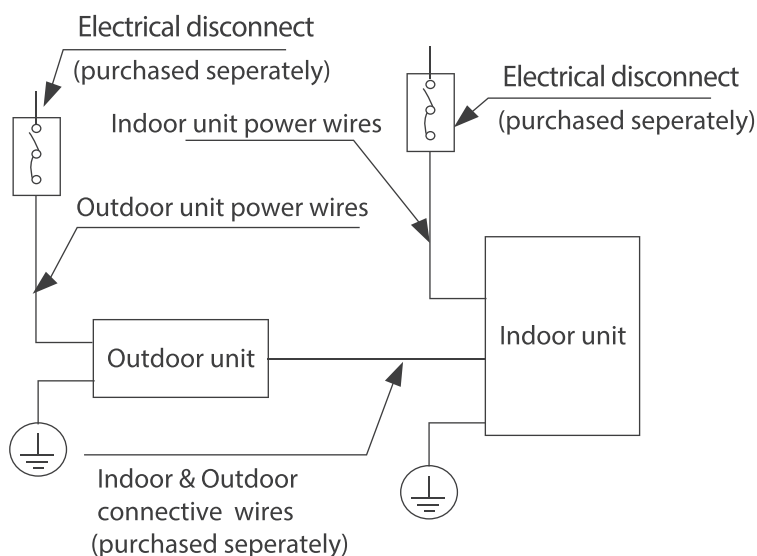 Electrical disconnect
(purchased seperately)
Electrical disconnect
(purchased seperately)
Indoor unit power wires
Outdoor unit power wires
Outdoor unit
Indoor unit
Indoor & Outdoor
connective wires
(purchased seperately)